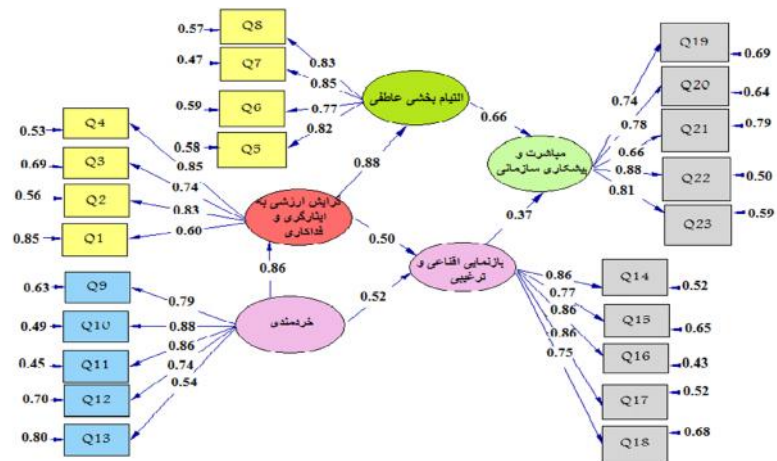 0.57
Q8
0.47
Q7
0.59
Q6
0.58
Q5
0.83
0.85
0.77
0.82
التیام بخشی عاطفی
0.66
Q19
0.69
Q20
0.64
Q21
0.79
Q22
0.50
Q23
0.59
0.74
0.78
0.66
0.88
0.81
مباشرت و
پیشکاری سازمانی
0.53
Q4
0.69
Q3
0.56
Q2
0.85
Q1
0.85
0.74
0.83
0.60
0.88
گرایش ارزشی به
ایثارگری و
فداکاری
0.37
0.50
بازنمایی اقناعی و
ترغیبی
0.86
0.52
خردمندی
0.63
Q9
0.49
Q10
0.45
Q11
0.70
Q12
0.80
Q13
0.79
0.88
0.86
0.74
0.54
0.86
0.77
0.86
0.86
0.75
Q14
0.52
Q15
0.65
Q16
0.43
Q17
0.52
Q18
0.68